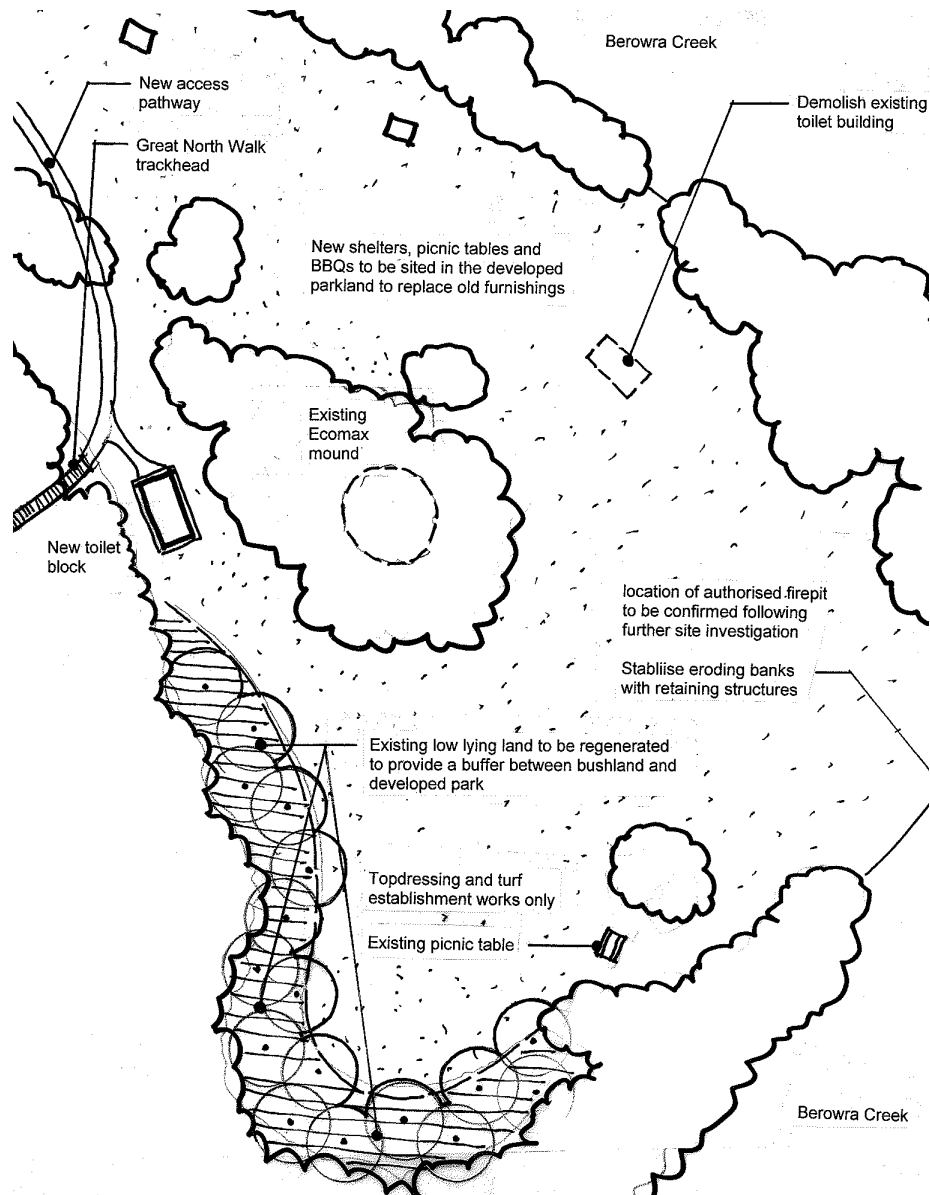 Berowra Creek
New access
pathway
Demolish existing
toilet building
Great North Walk
trackhead
New shelters, picnic tables and
BBQs to be sited in the developed
parkland to replace old furnishings
Existing
Ecomax
mound
New toilet
block
location of authorised firepit
to be confirmed following
further site investigation
Stabliise eroding banks
with retaining structures
Existing low lying land to be regenerated
to provide a buffer between bushland and
developed park
Topdressing and turf
establishment works only
Existing picnic table
Berowra Creek